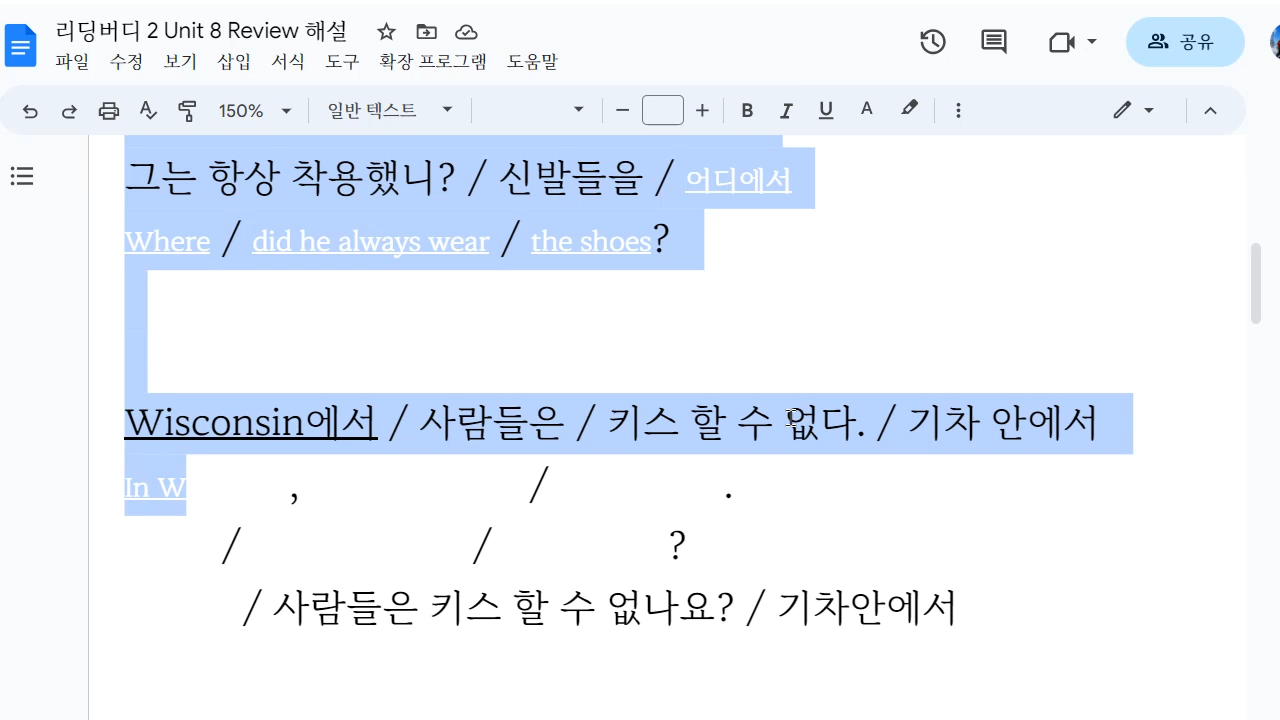 리딩버디 2 Unit 8 Review 해설
파일 수정 보기 삽입 서식 도구 확장 프로그램 도움말
공유
150% 일반 텍스트 B I U A
그는 항상 착용했니? / 신발들을 / 어디에서
Where / did he always wear / the shoes?
Wisconsin에서 / 사람들은 / 키스 할 수 없다. / 기차 안에서
In W , / .
/ / ?
/ 사람들은 키스 할 수 없나요? / 기차안에서